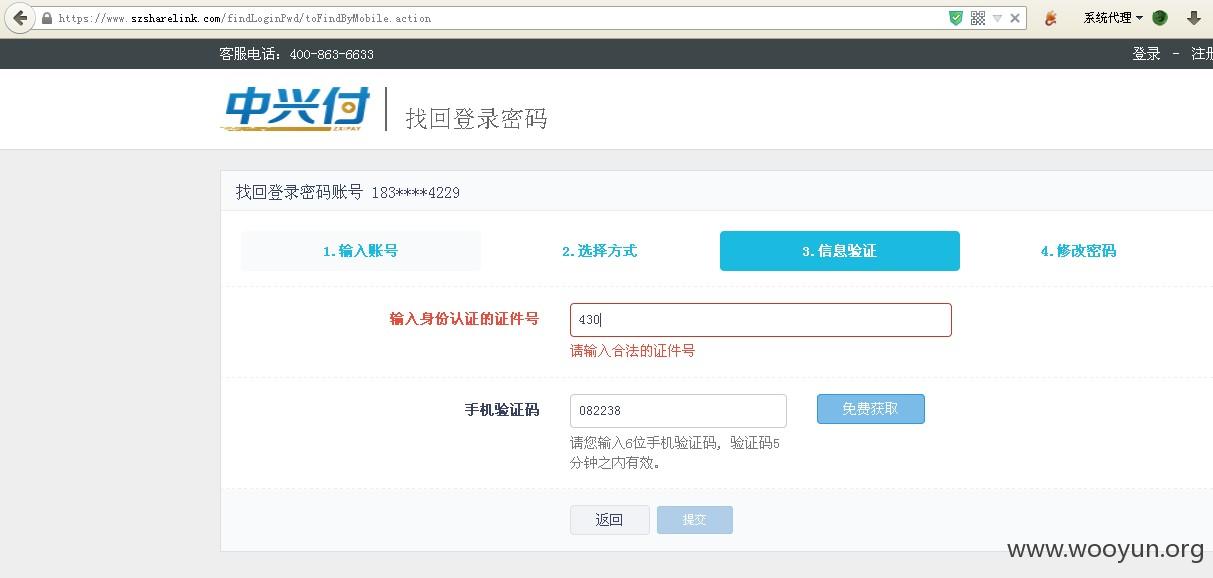 https://www.szsharelink.com/findLoginPwd/toFindByMobile.action
系统代理
客服电话：400-863-6633
登录 - 注册
中兴付
ZXIPAY
找回登录密码
找回登录密码账号 183****4229
1.输入账号
2.选择方式
3.信息验证
4.修改密码
输入身份认证的证件号
430
请输入合法的证件号
手机验证码
082238
免费获取
请您输入6位手机验证码, 验证码5
分钟之内有效。
返回
提交
www.wooyun.org